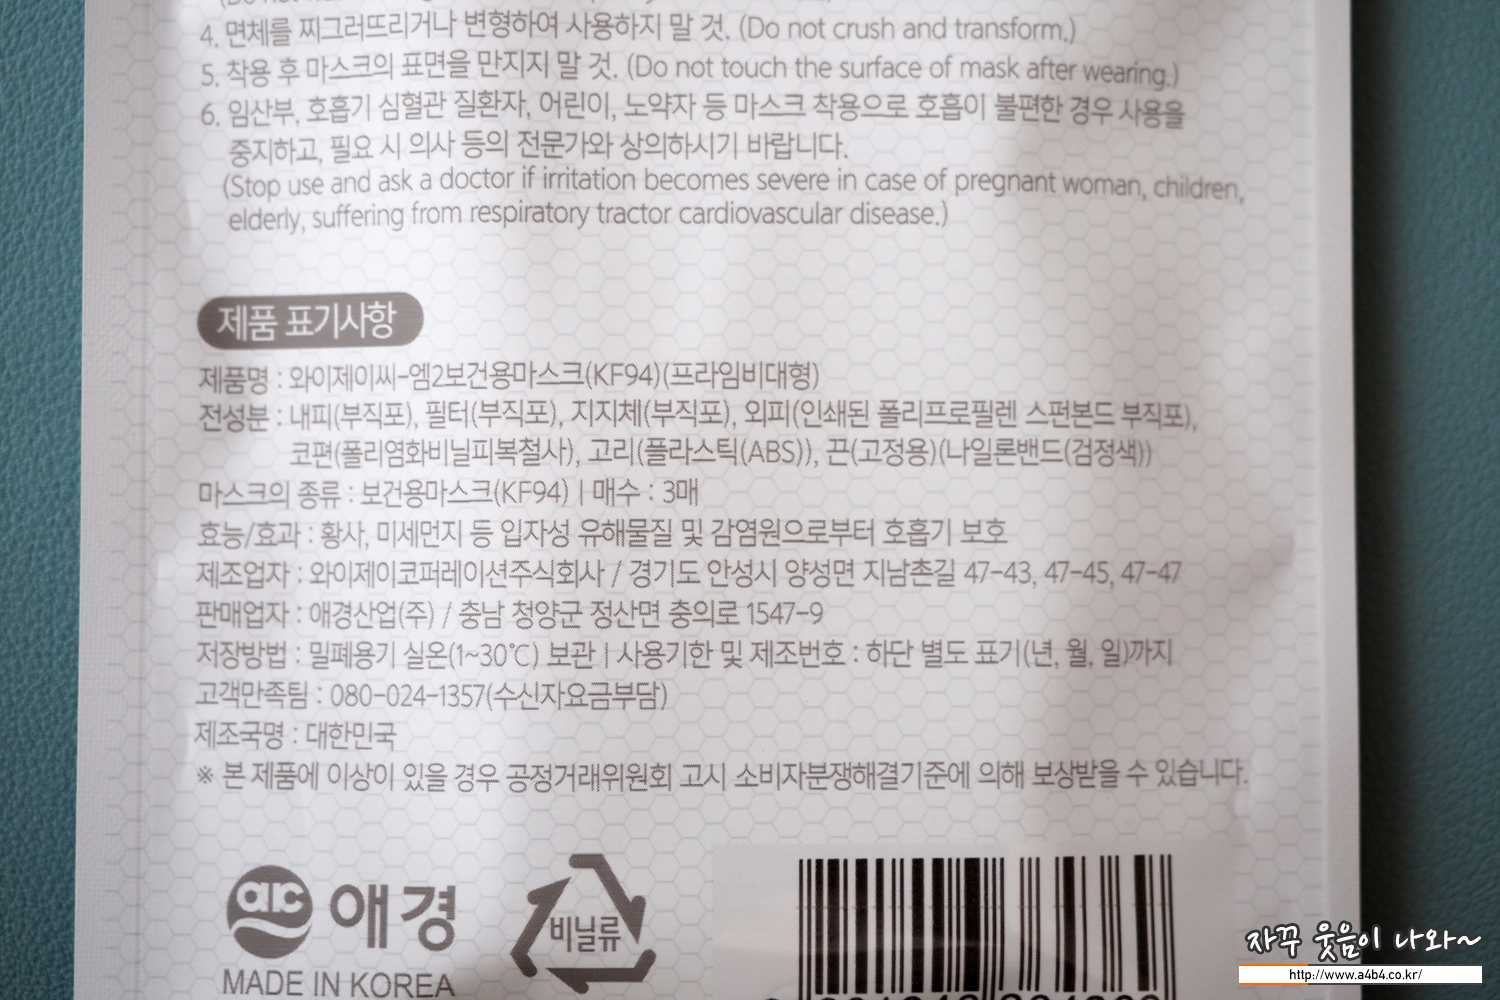 4. 면체를 찌그러뜨리거나 변형하여 사용하지 말 것. (Do not crush and transform.)
5. 착용 후 마스크의 표면을 만지지 말 것. (Do not touch the surface of mask after wearing.)
6. 임산부, 호흡기 심혈관 질환자, 어린이, 노약자 등 마스크 착용으로 호흡이 불편한 경우 사용을
중지하고, 필요 시 의사 등의 전문가와 상의하시기 바랍니다.
(Stop use and ask a doctor if irritation becomes severe in case of pregnant woman, children,
elderly, suffering from respiratory tractor cardiovascular disease.)
제품 표기사항
제품명 : 와이제이씨-엠2보건용마스크(KF94)(프라임비대형)
전성분 : 내피(부직포), 필터(부직포), 지지체(부직포), 외피(인쇄된 폴리프로필렌 스펀본드 부직포),
코편(폴리염화비닐피복철사), 고리(플라스틱(ABS)), 끈(고정용)(나일론밴드(검정색))
마스크의 종류 : 보건용마스크(KF94) | 매수 : 3매
효능/효과 : 황사, 미세먼지 등 입자성 유해물질 및 감염원으로부터 호흡기 보호
제조업자 : 와이제이코퍼레이션주식회사 / 경기도 안성시 양성면 지남촌길 47-43, 47-45, 47-47
판매업자 : 애경산업(주) / 충남 청양군 정산면 충의로 1547-9
저장방법 : 밀폐용기 실온(1~30℃) 보관 | 사용기한 및 제조번호 : 하단 별도 표기(년, 월, 일)까지
고객만족팀 : 080-024-1357(수신자요금부담)
제조국명 : 대한민국
※ 본 제품에 이상이 있을 경우 공정거래위원회 고시 소비자분쟁해결기준에 의해 보상받을 수 있습니다.
aic 애경
비닐류
MADE IN KOREA
자꾸 웃음이 나와~
http://www.a4b4.co.kr/